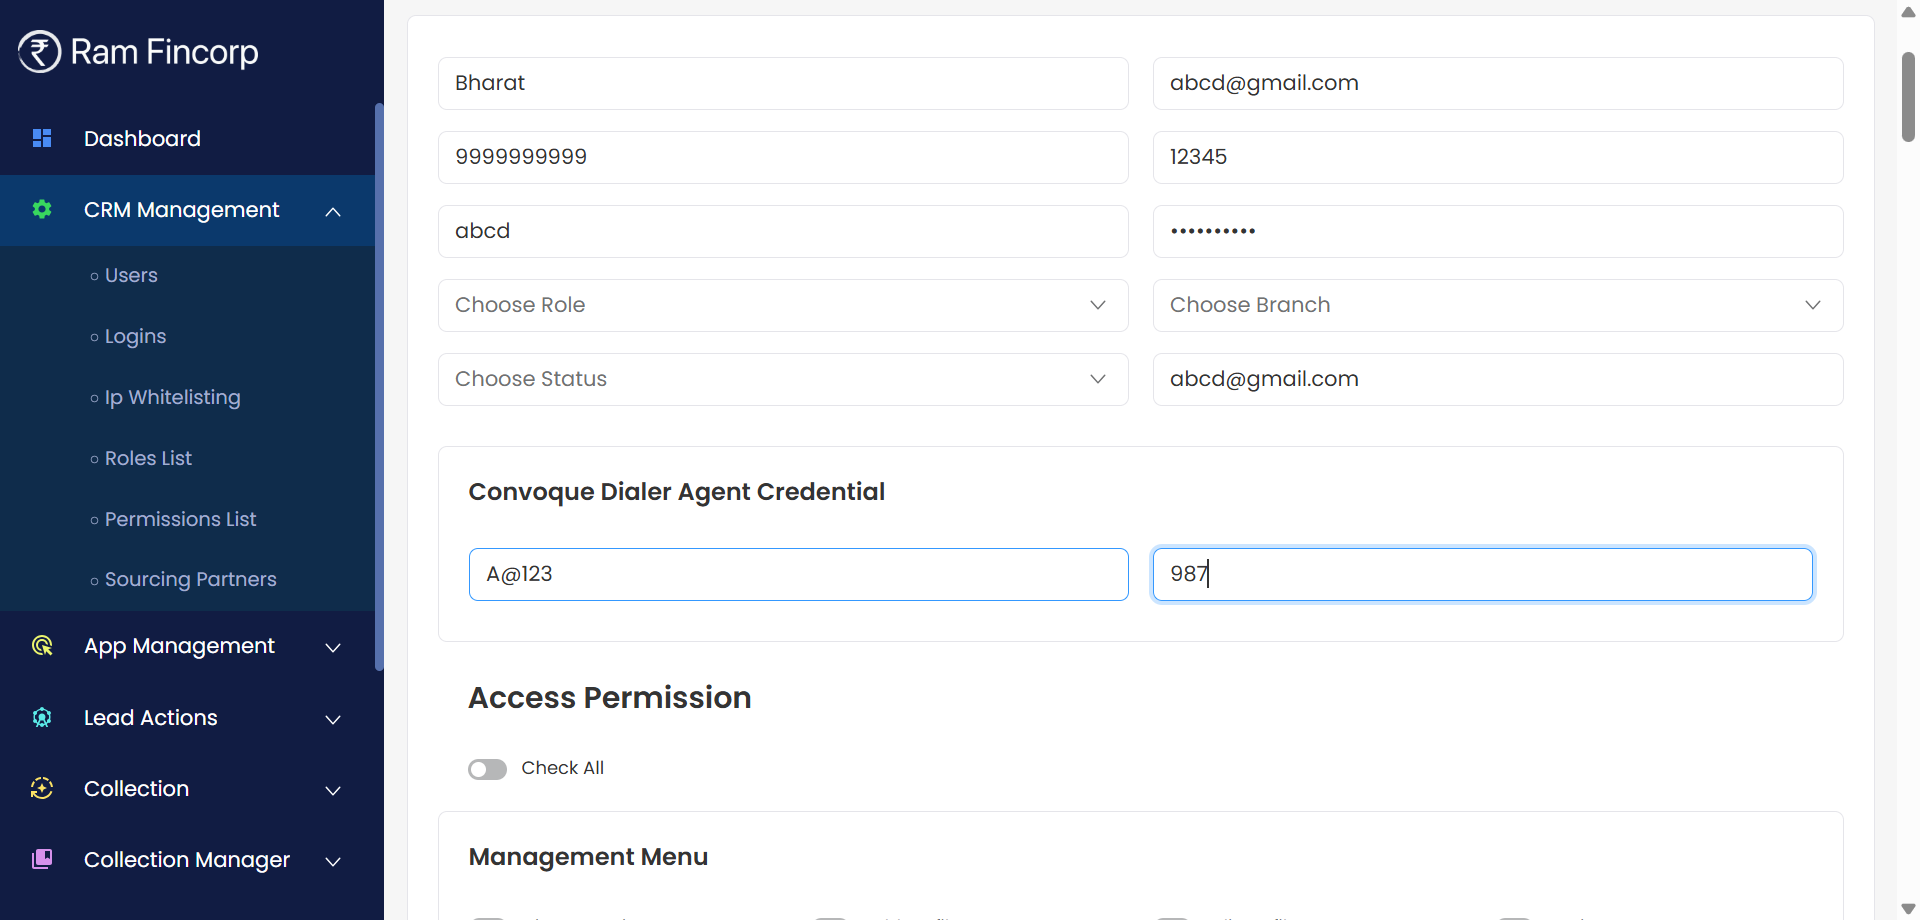 Ram Fincorp
Dashboard
CRM Management
Users
Logins
Ip Whitelisting
Roles List
Permissions List
Sourcing Partners
App Management
Lead Actions
Collection
Collection Manager
Bharat
abcd@gmail.com
9999999999
12345
abcd
••••••••••
Choose Role
Choose Branch
Choose Status
abcd@gmail.com
Convoque Dialer Agent Credential
A@123
987
Access Permission
Check All
Management Menu